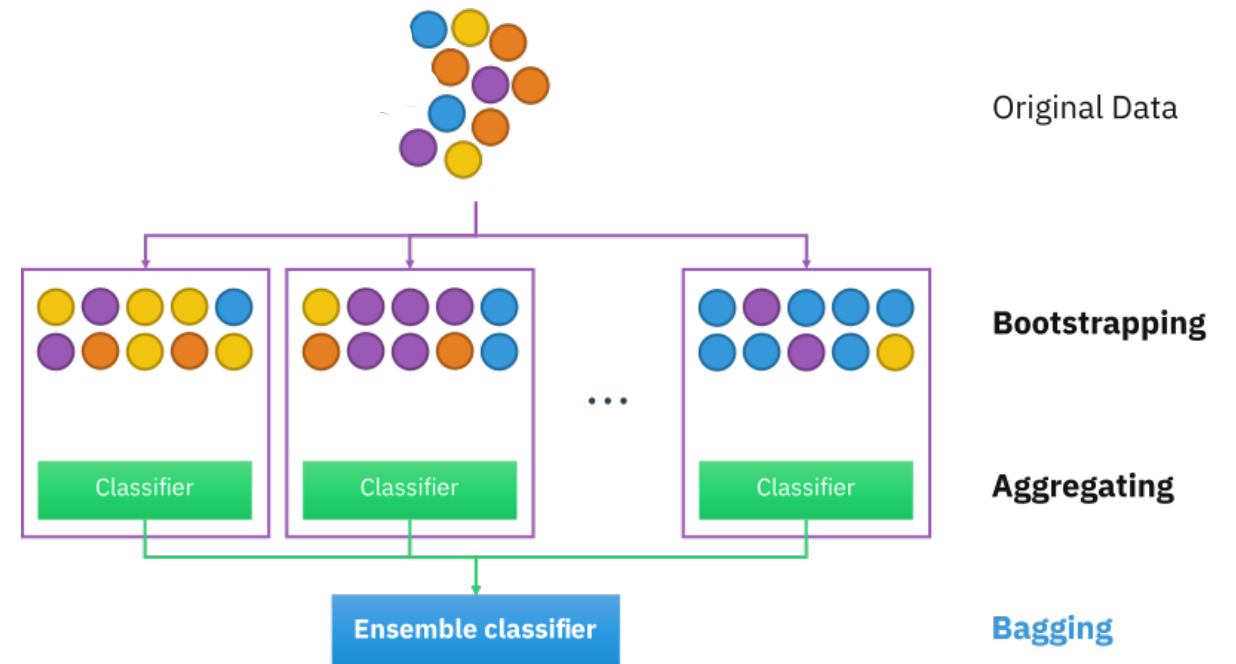 Original Data
Bootstrapping
...
Classifier Classifier Classifier
Aggregating
Ensemble classifier
Bagging